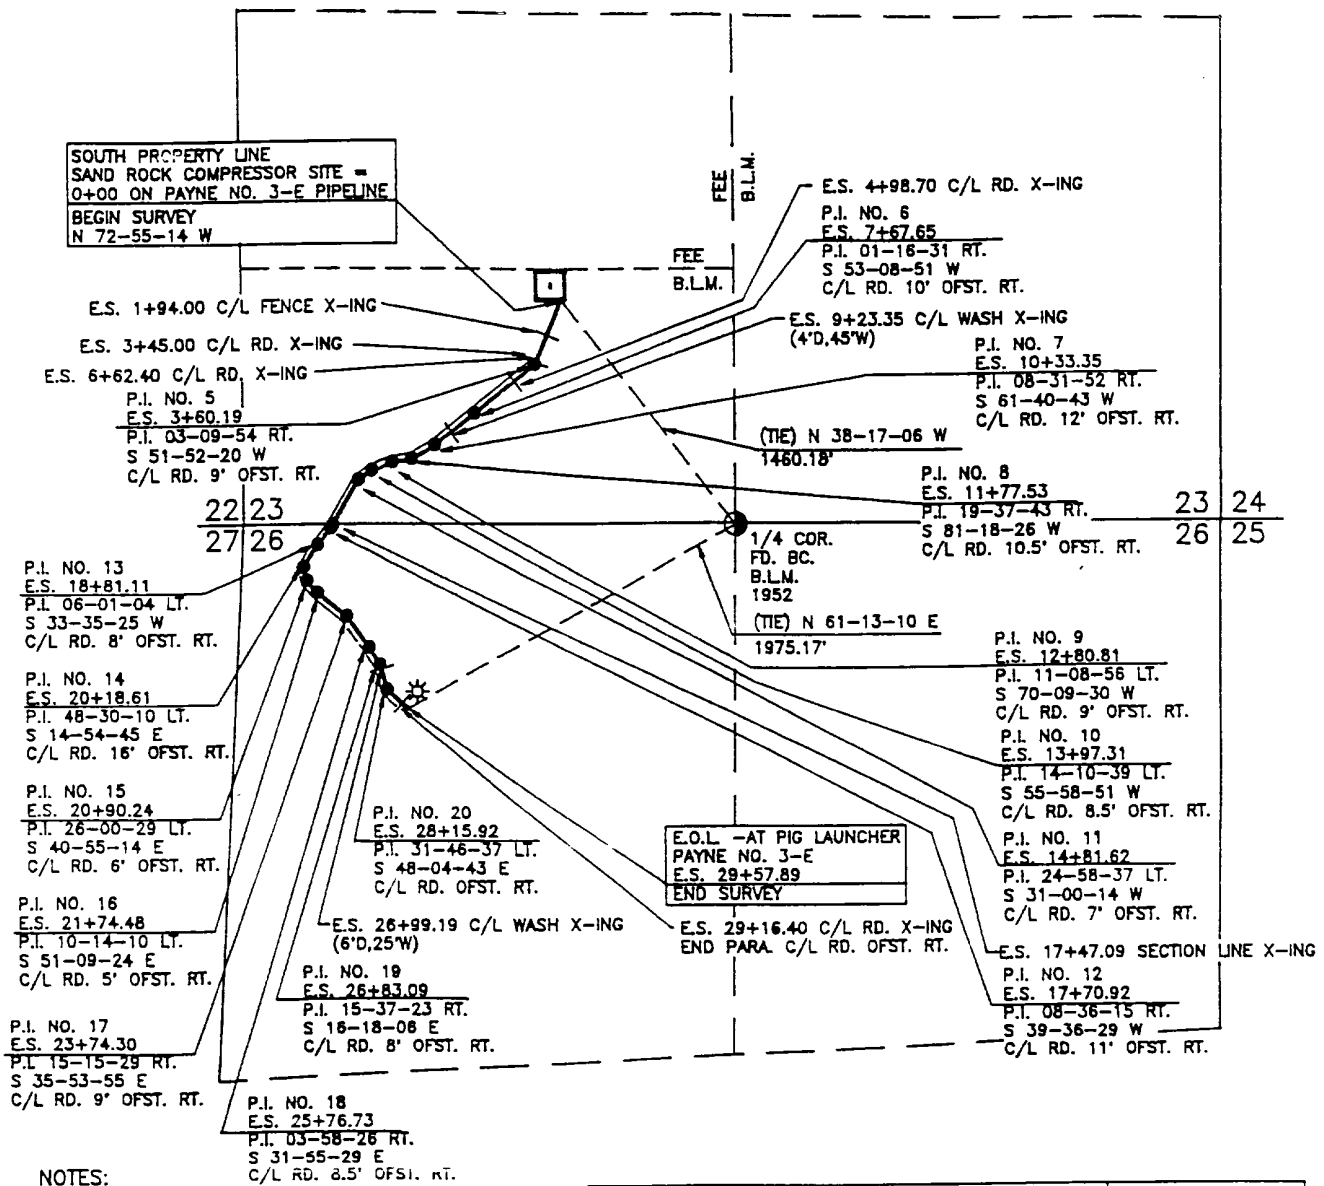 SOUTH PROPERTY LINE
SAND ROCK COMPRESSOR SITE =
0+00 ON PAYNE NO. 3-E PIPELINE
BEGIN SURVEY
N 72-55-14 W
FEE
B.L.M.
FEE
B.L.M.
E.S. 4+98.70 C/L RD. X-ING
P.I. NO. 6
E.S. 7+67.65
P.I. 01-16-31 RT.
S 53-08-51 W
C/L RD. 10' OFST. RT.
E.S. 1+94.00 C/L FENCE X-ING
E.S. 3+45.00 C/L RD. X-ING
E.S. 6+62.40 C/L RD. X-ING
P.I. NO. 5
E.S. 3+60.19
P.I. 03-09-54 RT.
S 51-52-20 W
C/L RD. 9' OFST. RT.
E.S. 9+23.35 C/L WASH X-ING
(4'D,45'W)
P.I. NO. 7
E.S. 10+33.35
P.I. 08-31-52 RT.
S 61-40-43 W
C/L RD. 12' OFST. RT.
(TIE) N 38-17-06 W
1460.18'
P.I. NO. 8
E.S. 11+77.53
P.I. 19-37-43 RT.
S 81-18-26 W
C/L RD. 10.5' OFST. RT.
22 23
27 26
23 24
26 25
1/4 COR.
FD. BC.
B.L.M.
1952
(TIE) N 61-13-10 E
1975.17'
P.I. NO. 13
E.S. 18+81.11
P.I. 06-01-04 LT.
S 33-35-25 W
C/L RD. 8' OFST. RT.
P.I. NO. 14
E.S. 20+18.61
P.I. 48-30-10 LT.
S 14-54-45 E
C/L RD. 16' OFST. RT.
P.I. NO. 15
E.S. 20+90.24
P.I. 26-00-29 LT.
S 40-55-14 E
C/L RD. 6' OFST. RT.
P.I. NO. 16
E.S. 21+74.48
P.I. 10-14-10 LT.
S 51-09-24 E
C/L RD. 5' OFST. RT.
P.I. NO. 17
E.S. 23+74.30
P.I. 15-15-29 RT.
S 35-53-55 E
C/L RD. 9' OFST. RT.
P.I. NO. 9
E.S. 12+80.81
P.I. 11-08-56 LT.
S 70-09-30 W
C/L RD. 9' OFST. RT.
P.I. NO. 10
E.S. 13+97.31
P.I. 14-10-39 LT.
S 55-58-51 W
C/L RD. 8.5' OFST. RT.
P.I. NO. 11
E.S. 14+81.62
P.I. 24-58-37 LT.
S 31-00-14 W
C/L RD. 7' OFST. RT.
E.S. 17+47.09 SECTION LINE X-ING
P.I. NO. 12
E.S. 17+70.92
P.I. 08-36-15 RT.
S 39-36-29 W
C/L RD. 11' OFST. RT.
P.I. NO. 20
E.S. 28+15.92
P.I. 31-46-37 LT.
S 48-04-43 E
C/L RD. OFST. RT.
E.O.L. -AT PIG LAUNCHER
PAYNE NO. 3-E
E.S. 29+57.89
END SURVEY
E.S. 26+99.19 C/L WASH X-ING
(6'D,25'W)
E.S. 29+16.40 C/L RD. X-ING
END PARA. C/L RD. OFST. RT.
P.I. NO. 19
E.S. 26+83.09
P.I. 15-37-23 RT.
S 16-18-06 E
C/L RD. 8' OFST. RT.
P.I. NO. 18
E.S. 25+76.73
P.I. 03-58-26 RT.
S 31-55-29 E
C/L RD. 8.5' OFST. RT.
NOTES: